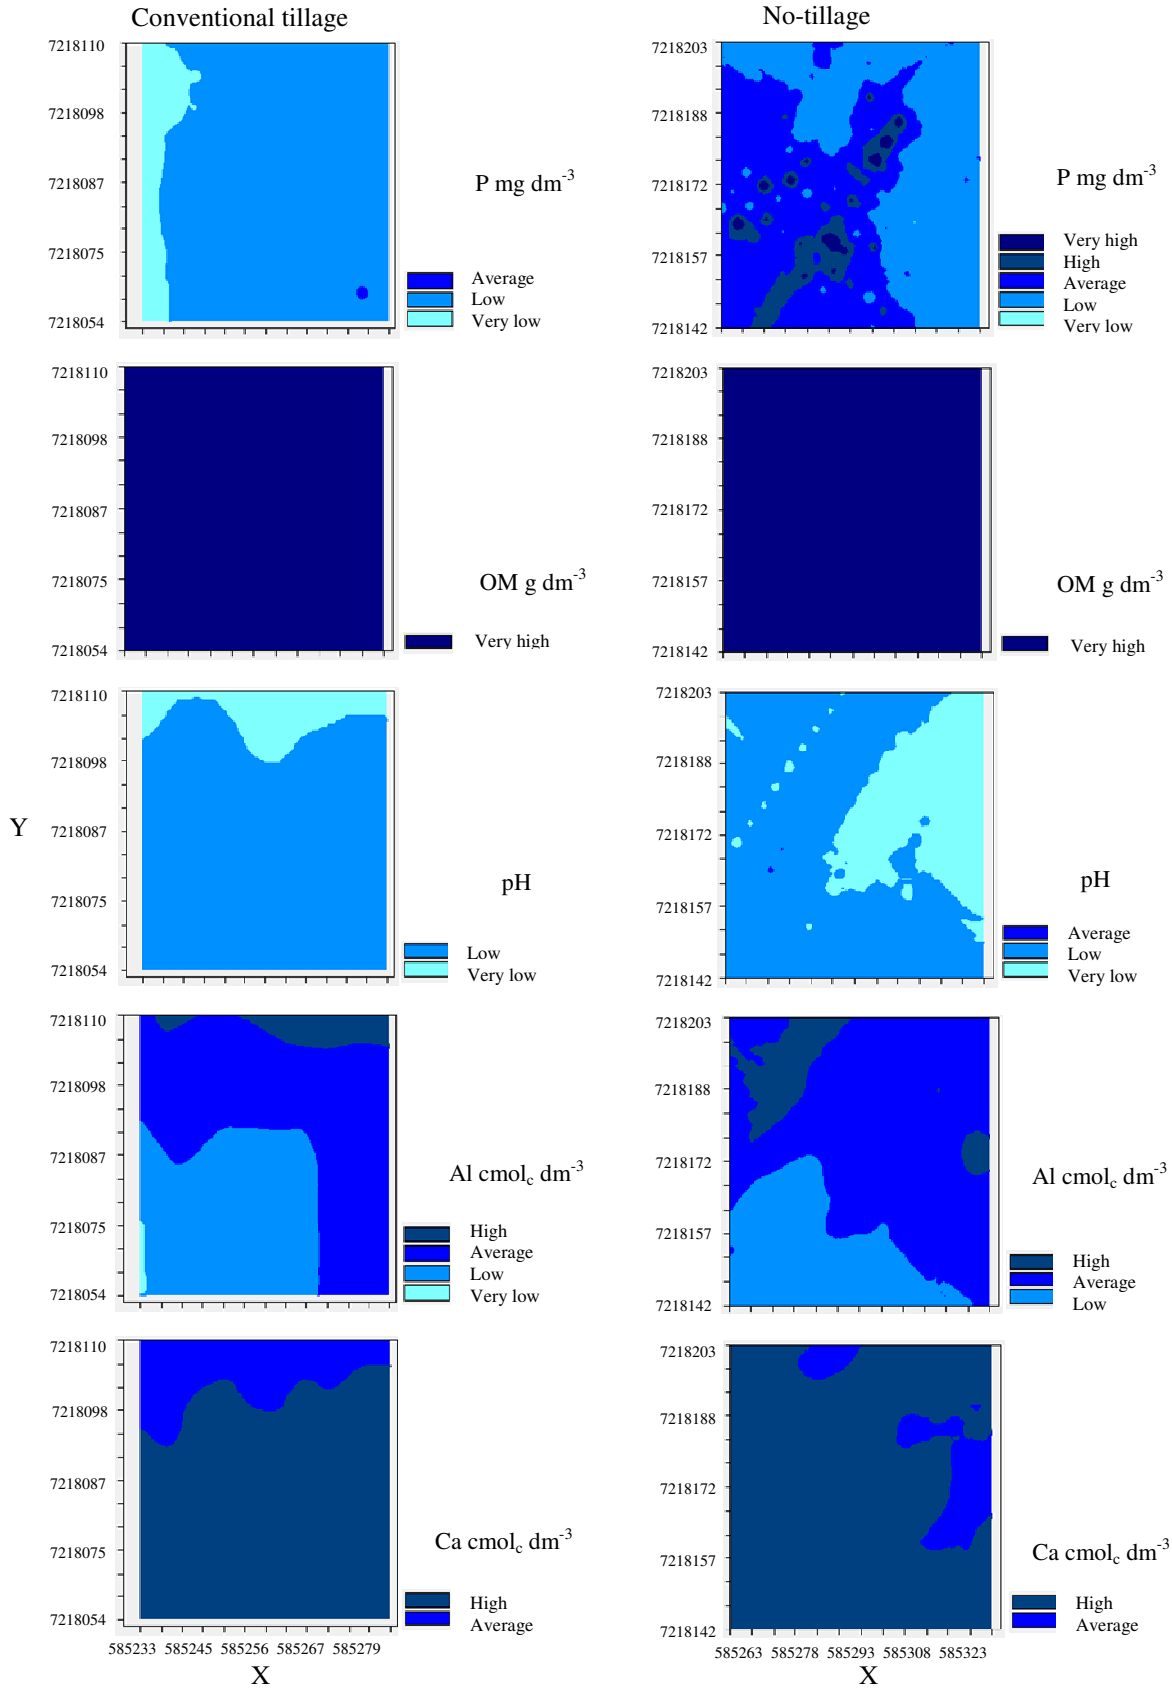 Conventional tillage
No-tillage
7218110
7218098
7218087
7218075
7218054
P mg dm-3
Average
Low
Very low
7218203
7218188
7218172
7218157
7218142
P mg dm-3
Very high
High
Average
Low
Very low
7218110
7218098
7218087
7218075
7218054
OM g dm-3
Very high
7218203
7218188
7218172
7218157
7218142
OM g dm-3
Very high
Y
7218110
7218098
7218087
7218075
7218054
pH
Low
Very low
7218203
7218188
7218172
7218157
7218142
pH
Average
Low
Very low
7218110
7218098
7218087
7218075
7218054
Al cmolc dm-3
High
Average
Low
Very low
7218203
7218188
7218172
7218157
7218142
Al cmolc dm-3
High
Average
Low
7218110
7218098
7218087
7218075
7218054
Ca cmolc dm-3
High
Average
585233 585245 585256 585267 585279
X
7218203
7218188
7218172
7218157
7218142
Ca cmolc dm-3
High
Average
585263 585278 585293 585308 585323
X